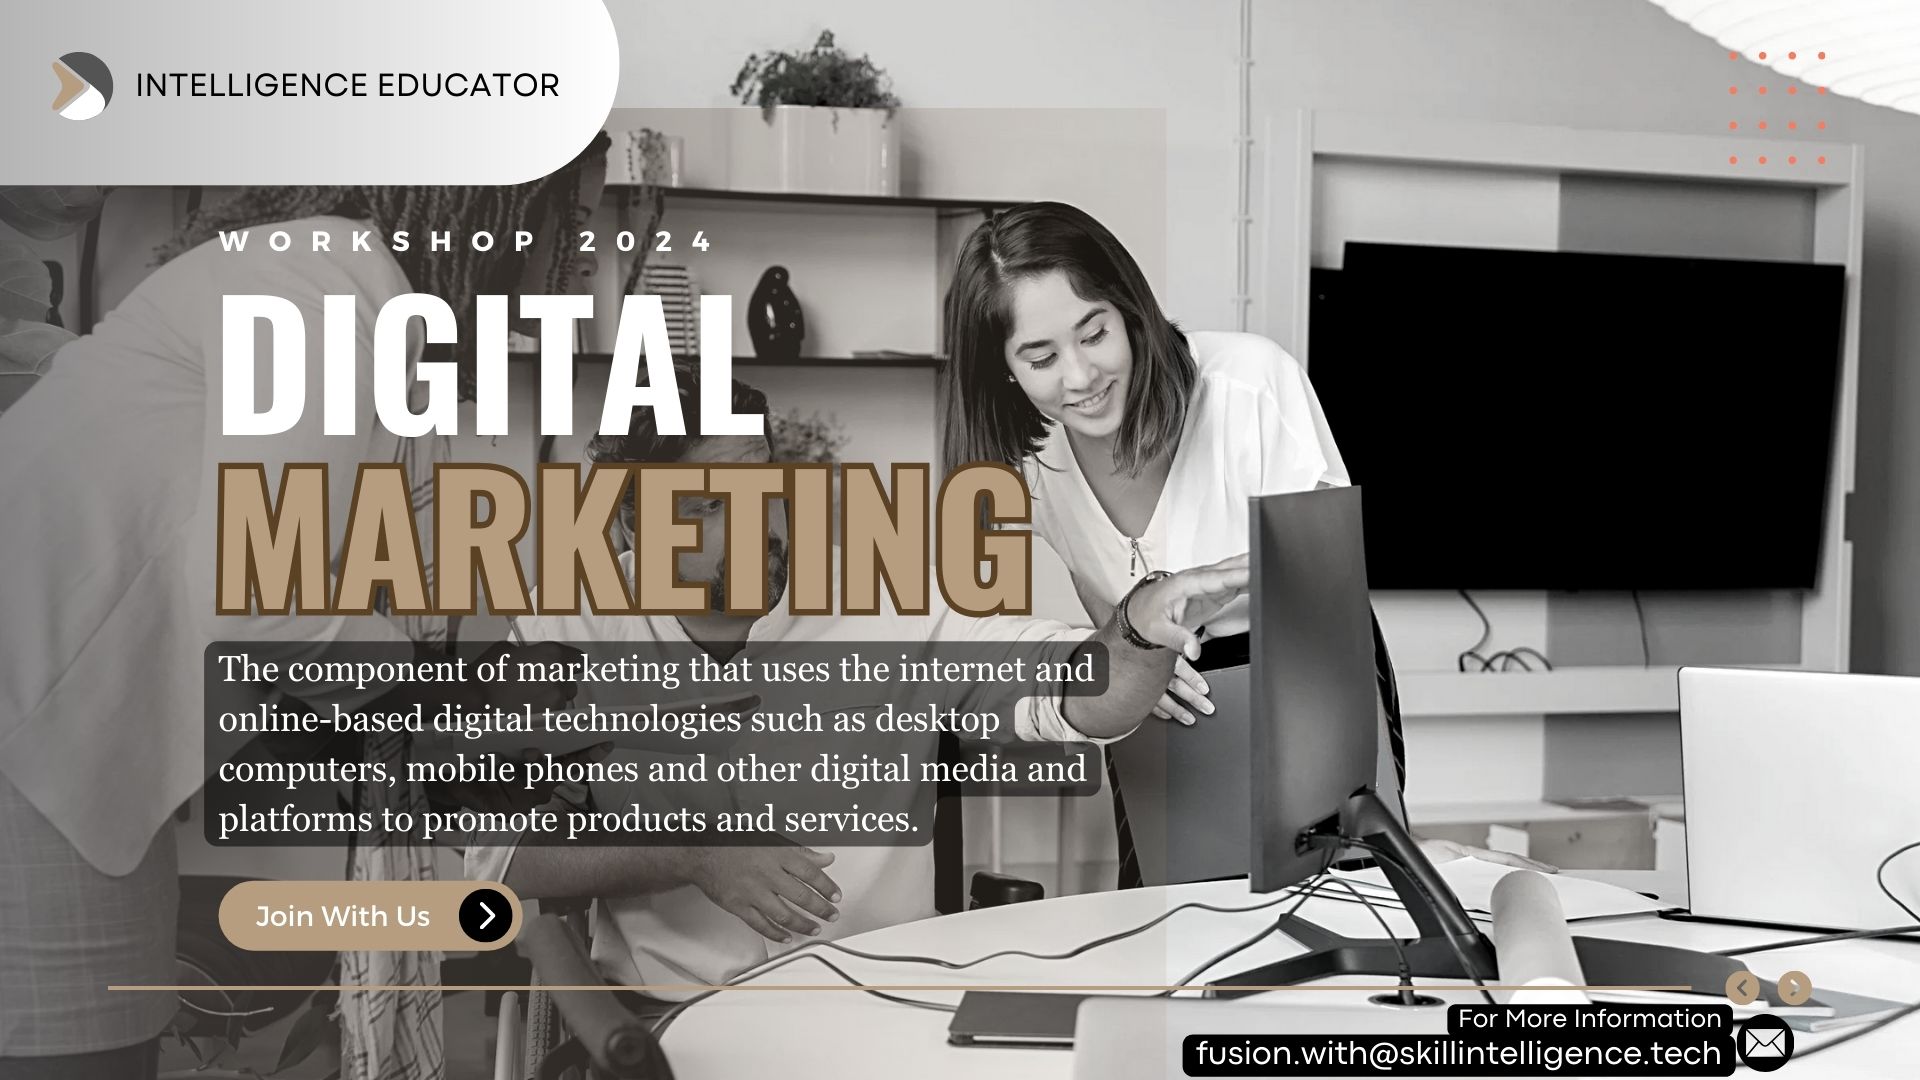 INTELLIGENCE EDUCATOR
WORKSHOP 2024
DIGITAL
MARKETING
The component of marketing that uses the internet and
online-based digital technologies such as desktop
computers, mobile phones and other digital media and
platforms to promote products and services.
Join With Us
For More Information
fusion.with@skillintelligence.tech